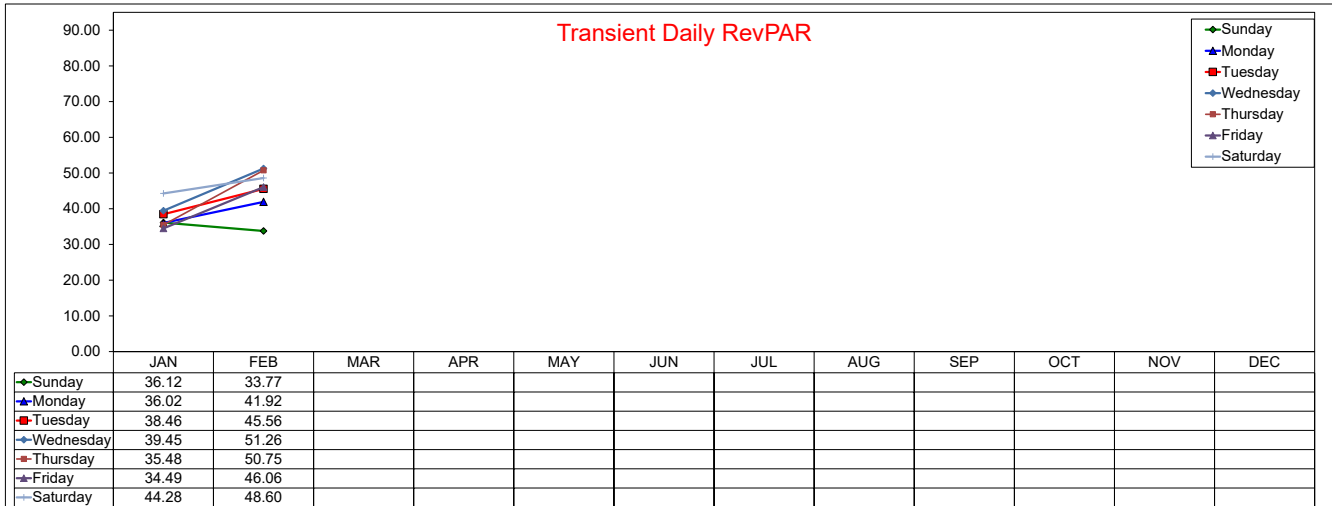 Transient Daily RevPAR
90.00
80.00
70.00
60.00
50.00
40.00
30.00
20.00
10.00
0.00
Sunday
Monday
Tuesday
Wednesday
Thursday
Friday
Saturday
JAN FEB MAR APR MAY JUN JUL AUG SEP OCT NOV DEC
Sunday 36.12 33.77
Monday 36.02 41.92
Tuesday 38.46 45.56
Wednesday 39.45 51.26
Thursday 35.48 50.75
Friday 34.49 46.06
Saturday 44.28 48.60